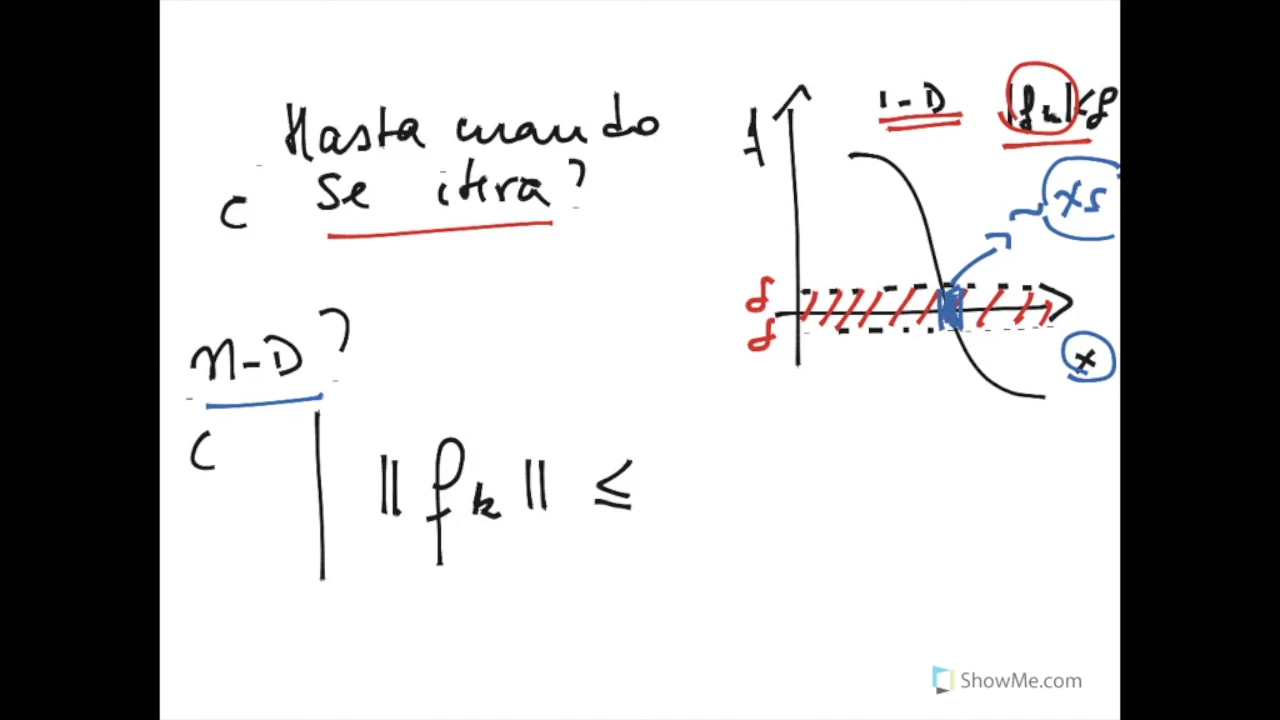 ¿Hasta cuando
se itera?
n-D?
‖fk‖ ≤
1-D
|fk|<δ
f
~xs
δ
δ
x
ShowMe.com